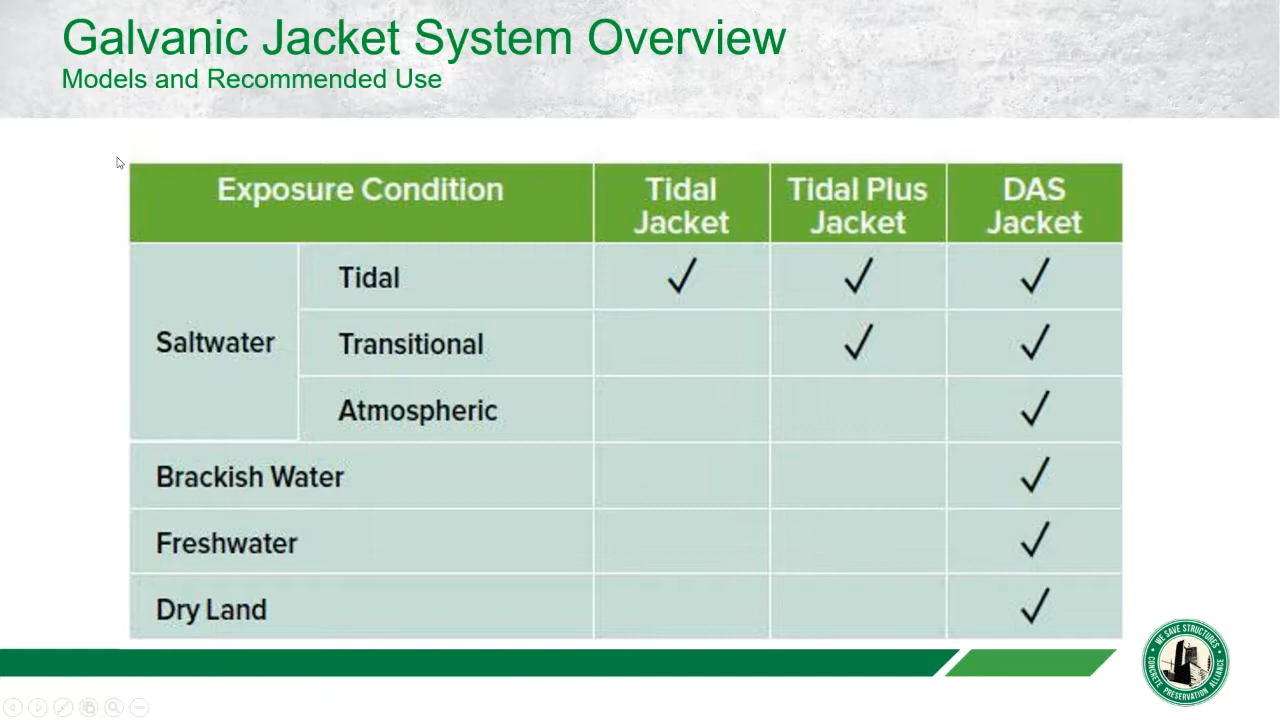 Galvanic Jacket System Overview
Models and Recommended Use
Exposure Condition
Tidal
Jacket
Tidal Plus
Jacket
DAS
Jacket
Saltwater
Tidal
✓
✓
✓
Transitional
✓
✓
Atmospheric
✓
Brackish Water
✓
Freshwater
✓
Dry Land
✓
WE SAVE STRUCTURES
CONCRETE PRESERVATION ALLIANCE